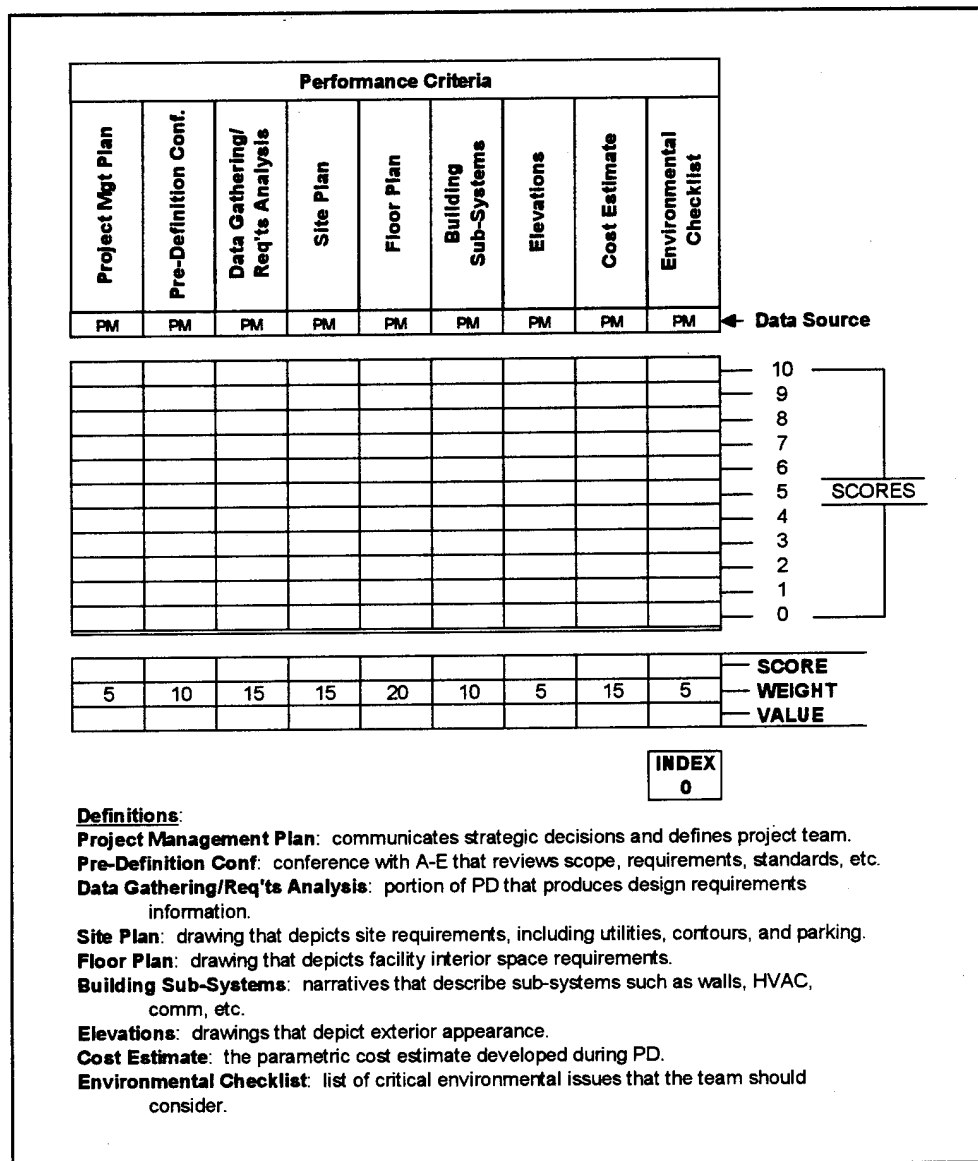 Performance Criteria
Project Mgt Plan
Pre-Definition Conf.
Data Gathering/
Req'ts Analysis
Site Plan
Floor Plan
Building
Sub-Systems
Elevations
Cost Estimate
Environmental
Checklist
PM PM PM PM PM PM PM PM PM Data Source
10
9
8
7
6
5 SCORES
4
3
2
1
0
SCORE
5 10 15 15 20 10 5 15 5 WEIGHT
VALUE
INDEX
0
Definitions:
Project Management Plan: communicates strategic decisions and defines project team.
Pre-Definition Conf: conference with A-E that reviews scope, requirements, standards, etc.
Data Gathering/Req'ts Analysis: portion of PD that produces design requirements
information.
Site Plan: drawing that depicts site requirements, including utilities, contours, and parking.
Floor Plan: drawing that depicts facility interior space requirements.
Building Sub-Systems: narratives that describe sub-systems such as walls, HVAC,
comm, etc.
Elevations: drawings that depict exterior appearance.
Cost Estimate: the parametric cost estimate developed during PD.
Environmental Checklist: list of critical environmental issues that the team should
consider.